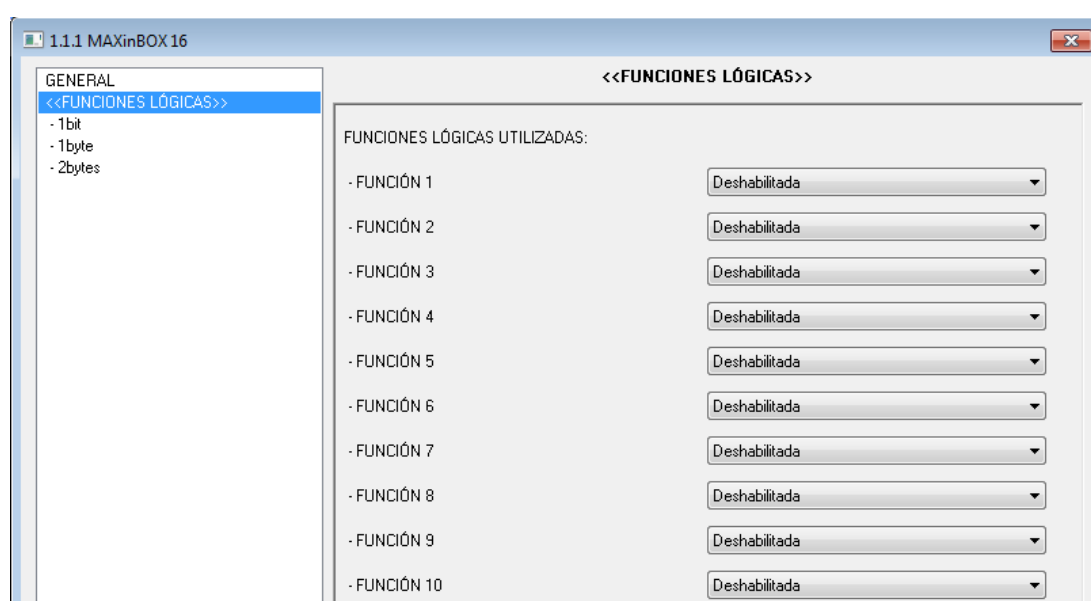 1.1.1 MAXinBOX 16
GENERAL
<<FUNCIONES LÓGICAS>>
- 1bit
- 1byte
- 2bytes
<<FUNCIONES LÓGICAS>>
FUNCIONES LÓGICAS UTILIZADAS:
- FUNCIÓN 1 Deshabilitada
- FUNCIÓN 2 Deshabilitada
- FUNCIÓN 3 Deshabilitada
- FUNCIÓN 4 Deshabilitada
- FUNCIÓN 5 Deshabilitada
- FUNCIÓN 6 Deshabilitada
- FUNCIÓN 7 Deshabilitada
- FUNCIÓN 8 Deshabilitada
- FUNCIÓN 9 Deshabilitada
- FUNCIÓN 10 Deshabilitada